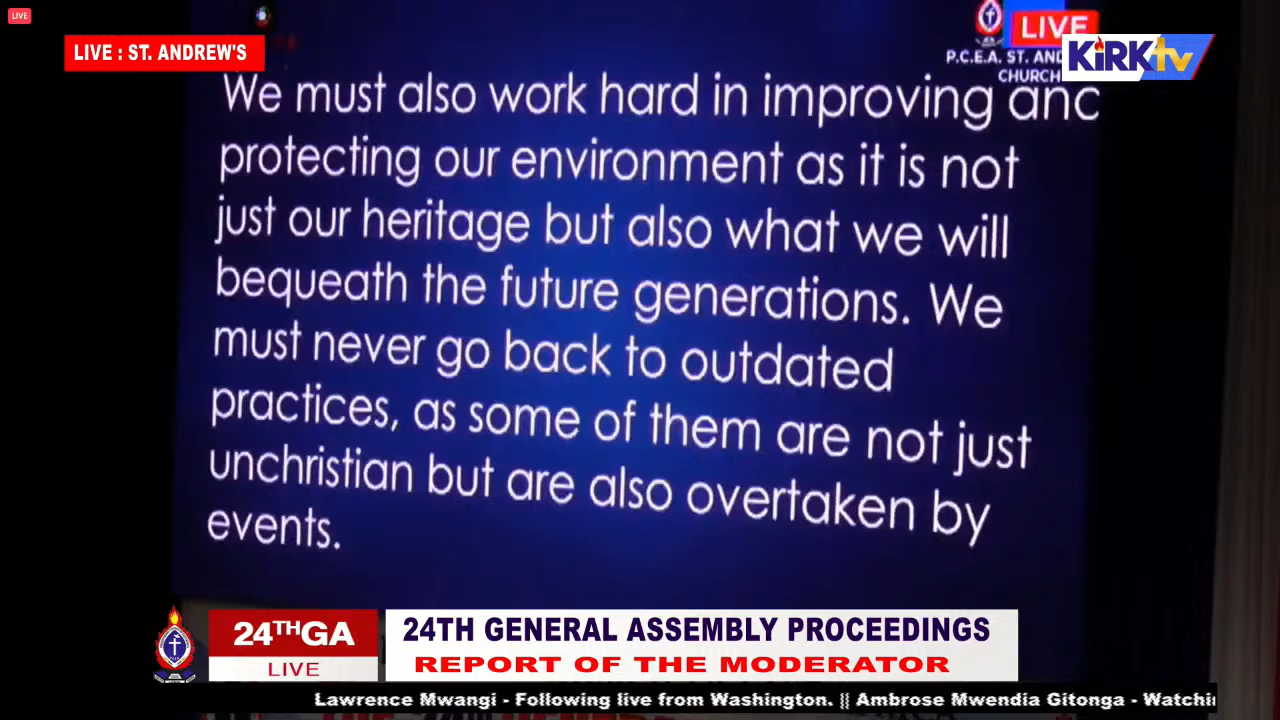 LIVE
LIVE : ST. ANDREW'S
LIVE
P.C.E.A. ST. AND
CHURCH
KiRKtv
We must also work hard in improving and
protecting our environment as it is not
just our heritage but also what we will
bequeath the future generations. We
must never go back to outdated
practices, as some of them are not just
unchristian but are also overtaken by
events.
24THGA
LIVE
24TH GENERAL ASSEMBLY PROCEEDINGS
REPORT OF THE MODERATOR
Lawrence Mwangi - Following live from Washington. || Ambrose Mwendia Gitonga - Watchi